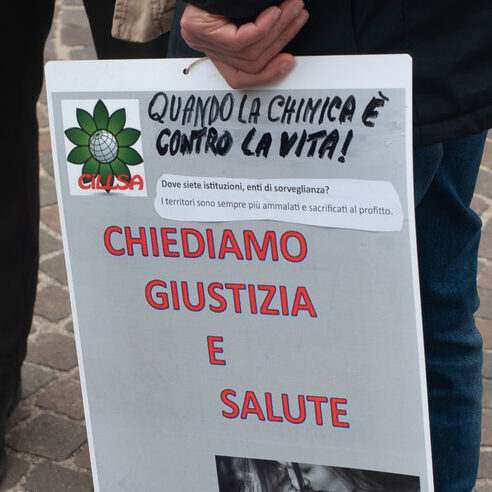 QUANDO LA CHIMICA È
CONTRO LA VITA!
CiLLSA
Dove siete istituzioni, enti di sorveglianza?
I territori sono sempre più ammalati e sacrificati al profitto.
CHIEDIAMO
GIUSTIZIA
E
SALUTE